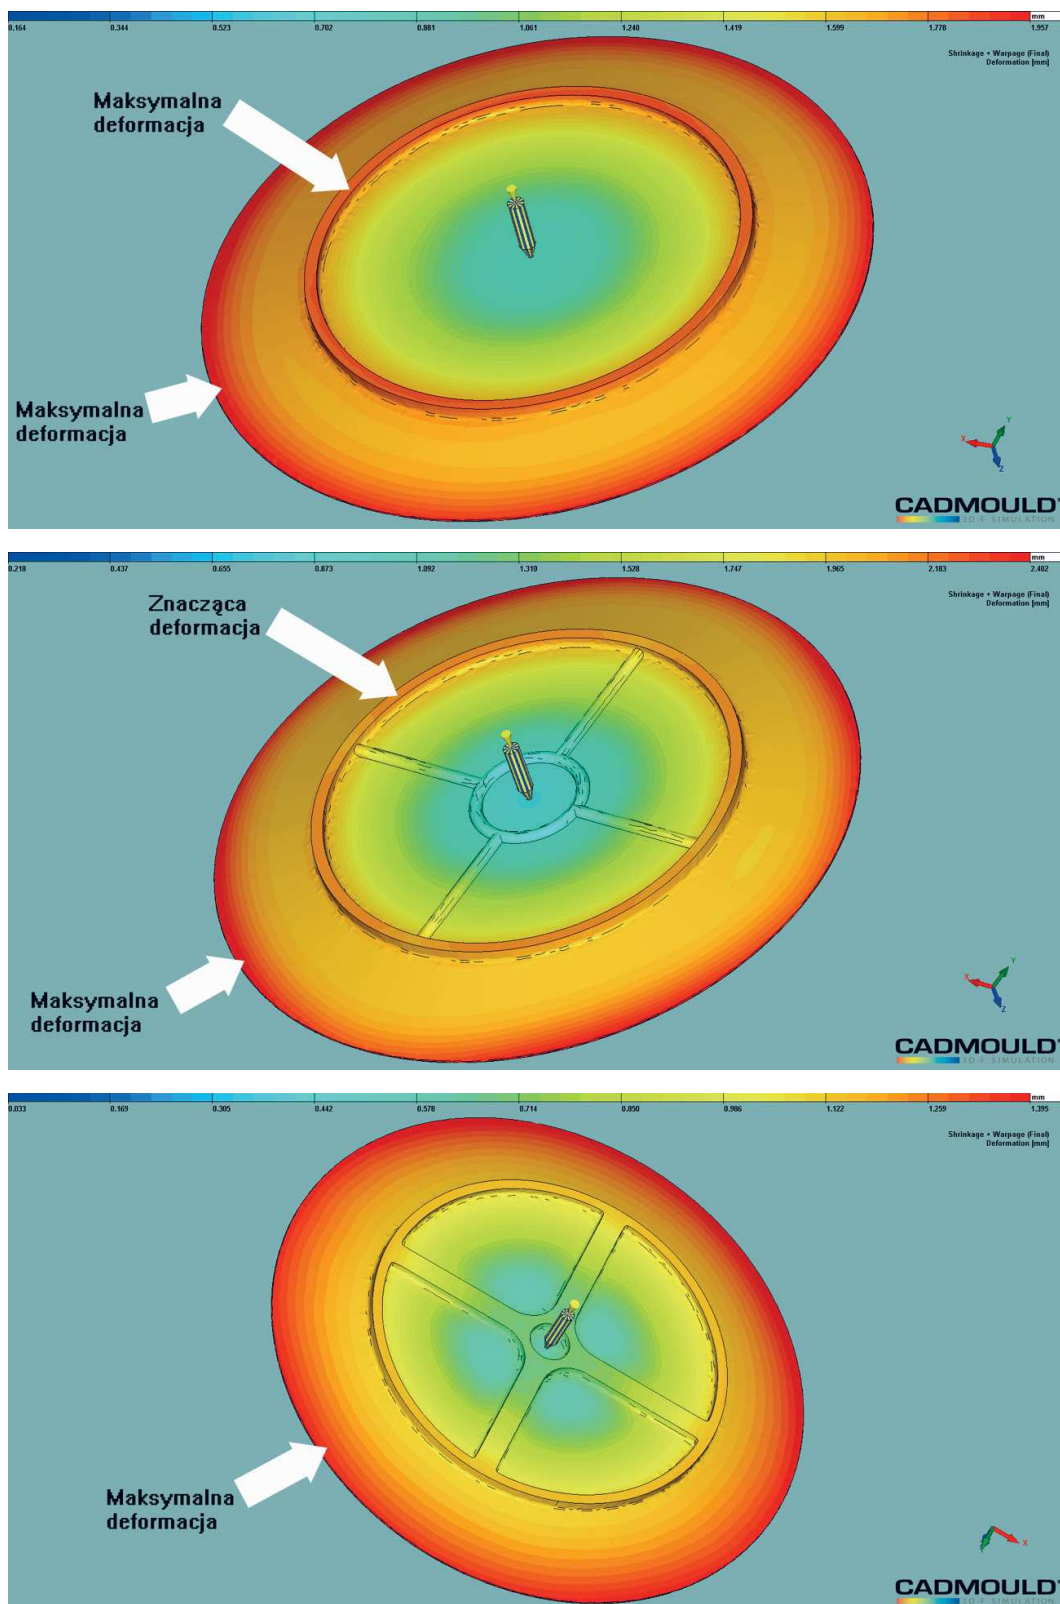 mm
0.164 0.344 0.523 0.702 0.881 1.061 1.240 1.419 1.599 1.778 1.957
Shrinkage + Warpage (Final)
Deformation [mm]
Maksymalna
deformacja
Maksymalna
deformacja
Y
X
Z
CADMOULD
3D-F SIMULATION
mm
0.218 0.437 0.655 0.873 1.092 1.310 1.528 1.747 1.965 2.183 2.402
Shrinkage + Warpage (Final)
Deformation [mm]
Znacząca
deformacja
Maksymalna
deformacja
Y
X
Z
CADMOULD
3D-F SIMULATION
mm
0.033 0.169 0.305 0.442 0.578 0.714 0.850 0.986 1.122 1.259 1.395
Shrinkage + Warpage (Final)
Deformation [mm]
Maksymalna
deformacja
X
CADMOULD